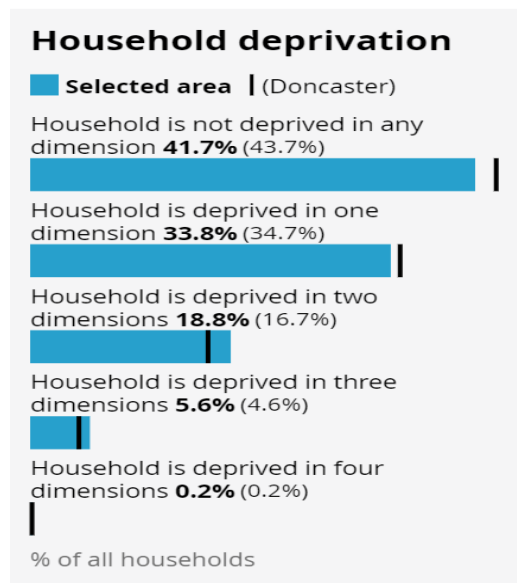 Household deprivation
Selected area (Doncaster)
Household is not deprived in any
dimension 41.7% (43.7%)
Household is deprived in one
dimension 33.8% (34.7%)
Household is deprived in two
dimensions 18.8% (16.7%)
Household is deprived in three
dimensions 5.6% (4.6%)
Household is deprived in four
dimensions 0.2% (0.2%)
% of all households